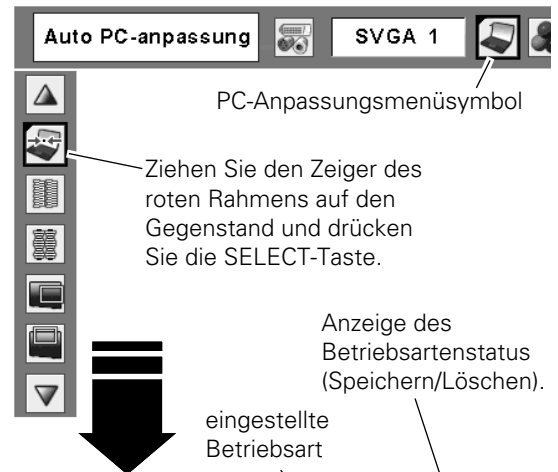 Auto PC-anpassung
SVGA 1
PC-Anpassungsmenüsymbol
Ziehen Sie den Zeiger des
roten Rahmens auf den
Gegenstand und drücken
Sie die SELECT-Taste.
Anzeige des
Betriebsartenstatus
(Speichern/Löschen).
eingestellte
Betriebsart